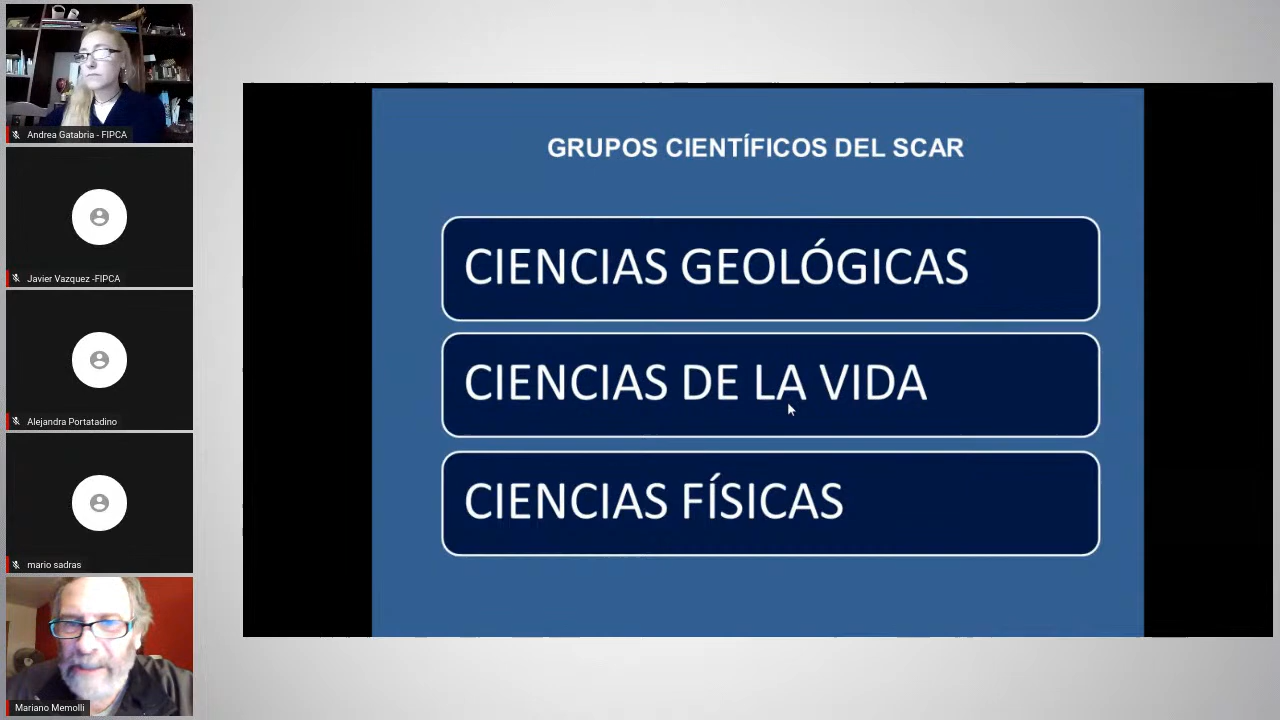 Andrea Gatabria - FIPCA
Javier Vazquez -FIPCA
Alejandra Portatadino
mario sadras
Mariano Memolli
GRUPOS CIENTÍFICOS DEL SCAR
CIENCIAS GEOLÓGICAS
CIENCIAS DE LA VIDA
CIENCIAS FÍSICAS